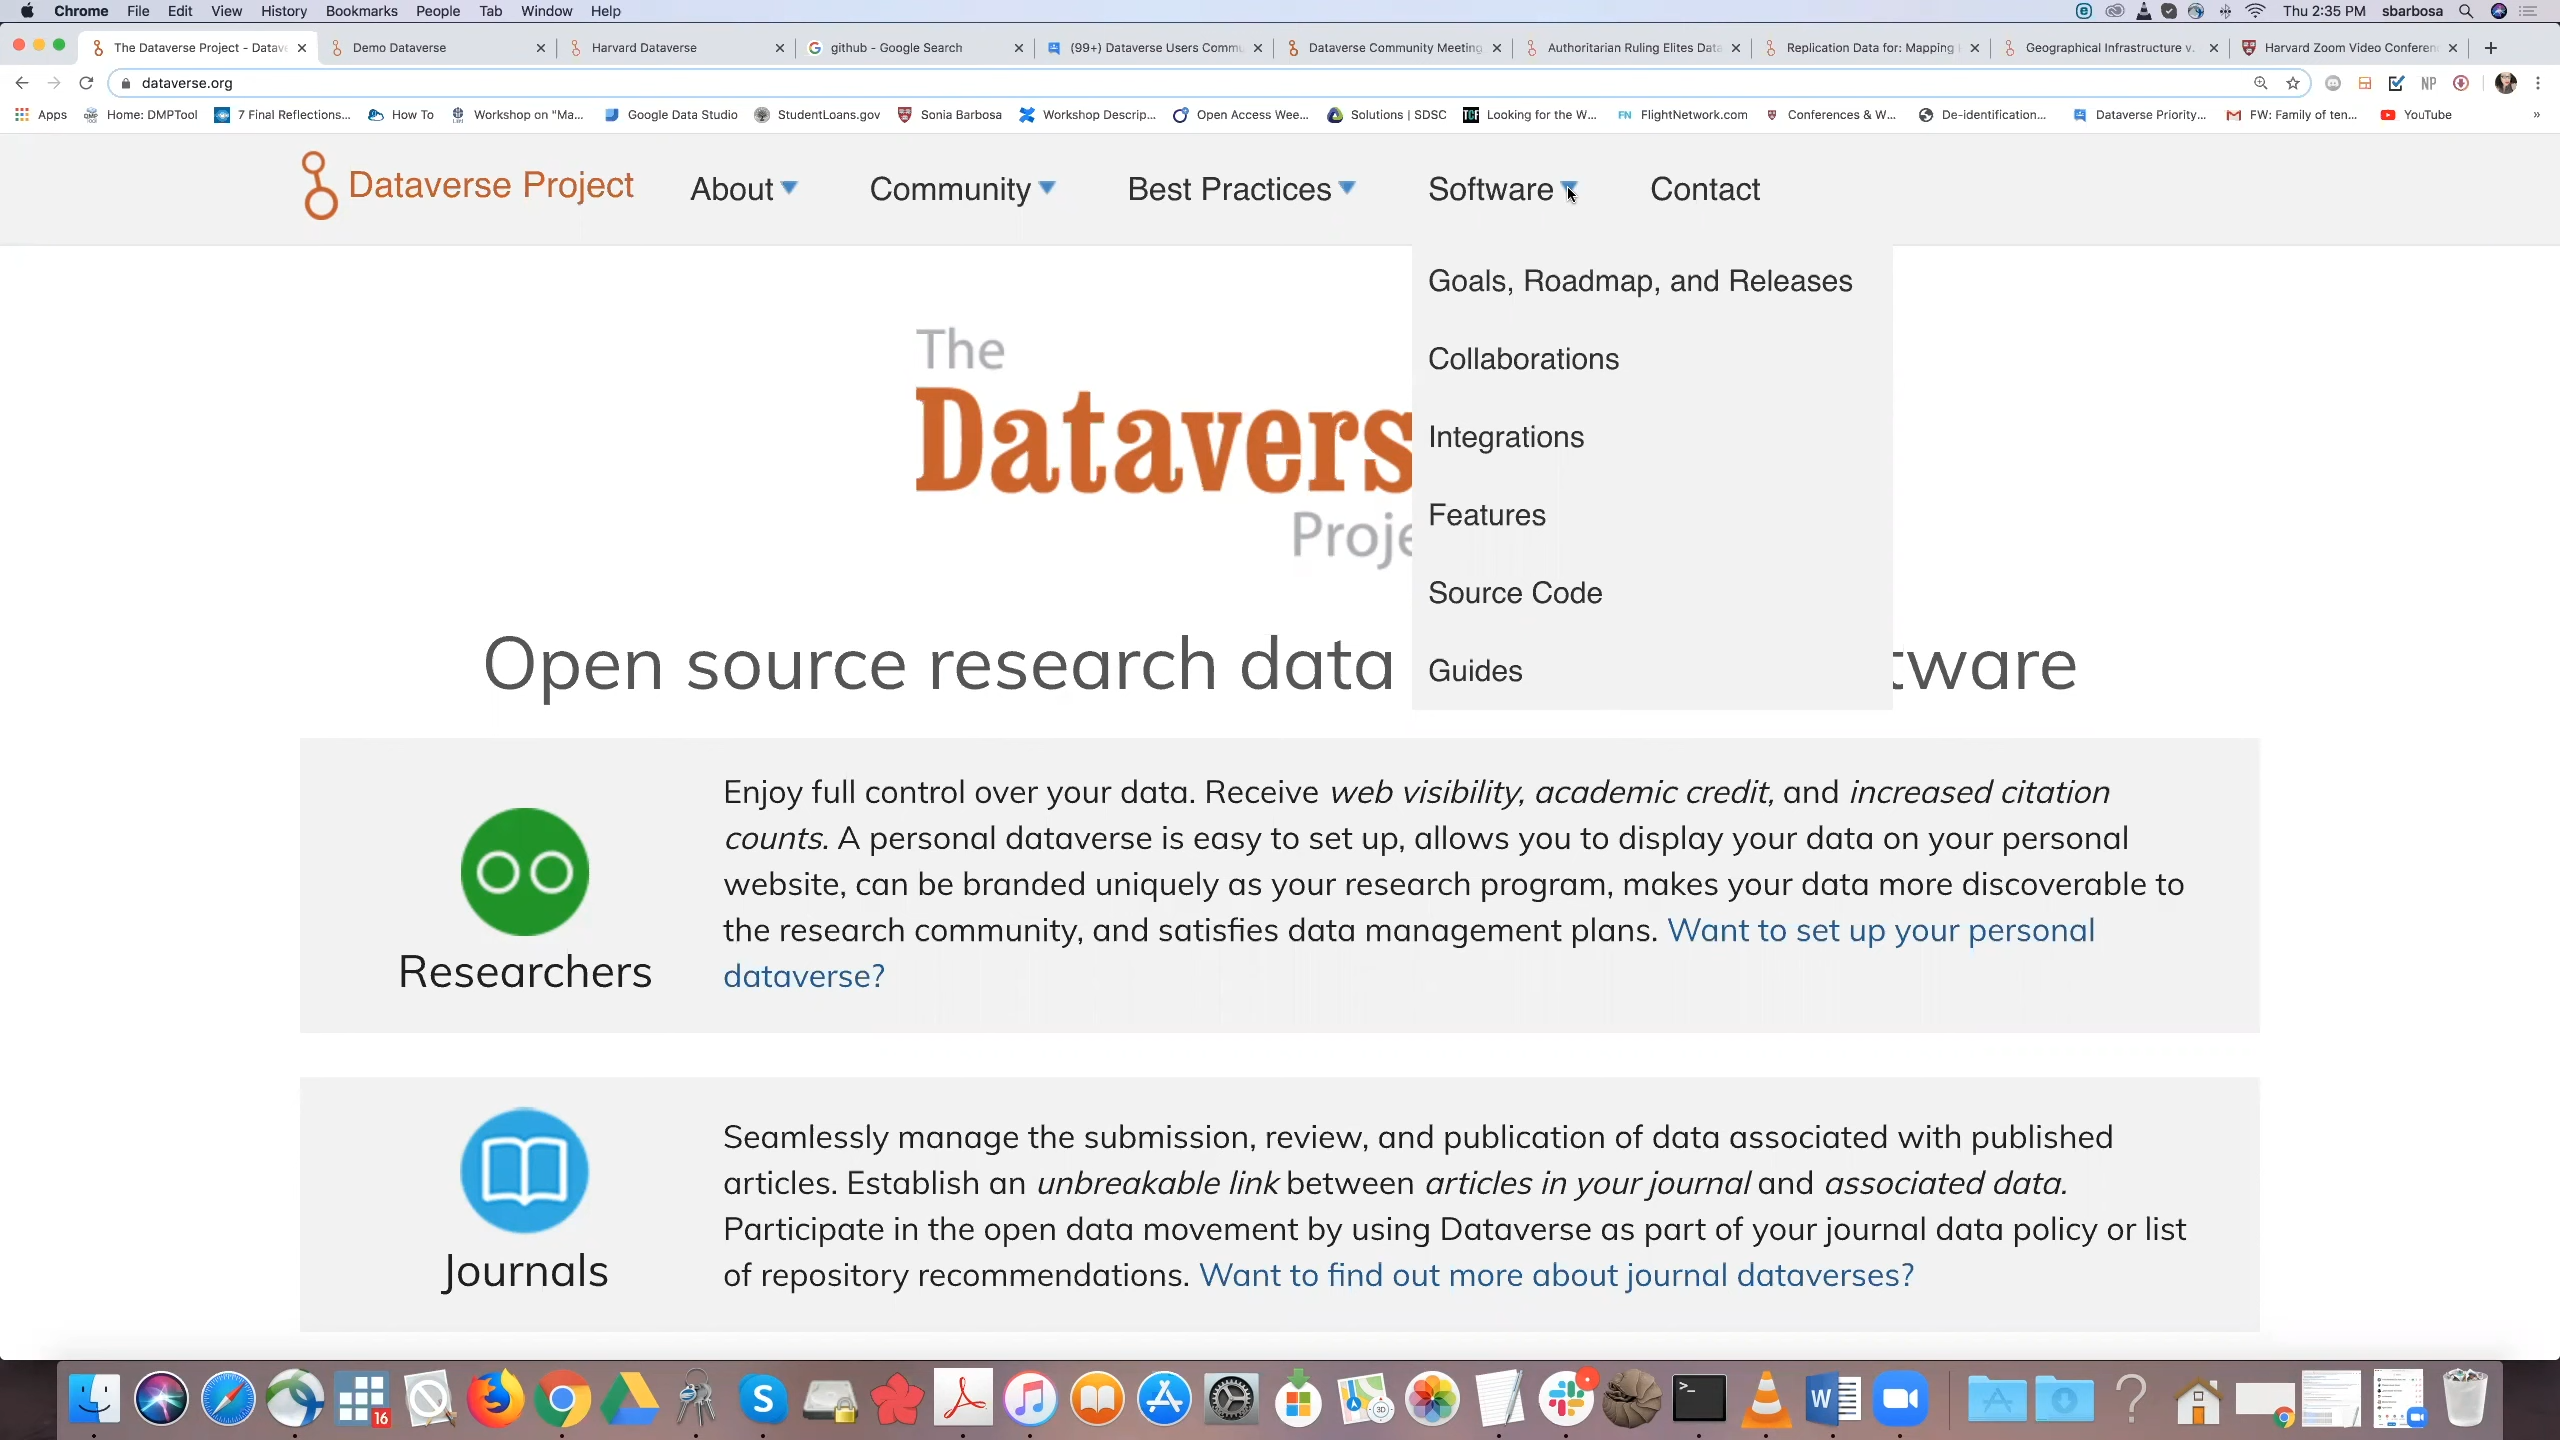 Chrome File Edit View History Bookmarks People Tab Window Help Thu 2:35 PM sbarbosa
The Dataverse Project - Datave Demo Dataverse Harvard Dataverse github - Google Search (99+) Dataverse Users Commu Dataverse Community Meeting Authoritarian Ruling Elites Data Replication Data for: Mapping Geographical Infrastructure v. Harvard Zoom Video Conferen
dataverse.org NP
Apps Home: DMPTool 7 Final Reflections... How To Workshop on "Ma... Google Data Studio StudentLoans.gov Sonia Barbosa Workshop Descrip... Open Access Wee... Solutions | SDSC TCF Looking for the W... FN FlightNetwork.com Conferences & W... De-identification... Dataverse Priority... FW: Family of ten... YouTube »
Dataverse Project About Community Best Practices Software Contact
Goals, Roadmap, and Releases
Collaborations
Integrations
Features
Source Code
Guides
The
Datavers
Proje
Open source research data tware
Researchers
Enjoy full control over your data. Receive web visibility, academic credit, and increased citation
counts. A personal dataverse is easy to set up, allows you to display your data on your personal
website, can be branded uniquely as your research program, makes your data more discoverable to
the research community, and satisfies data management plans. Want to set up your personal
dataverse?
Journals
Seamlessly manage the submission, review, and publication of data associated with published
articles. Establish an unbreakable link between articles in your journal and associated data.
Participate in the open data movement by using Dataverse as part of your journal data policy or list
of repository recommendations. Want to find out more about journal dataverses?
16
3D